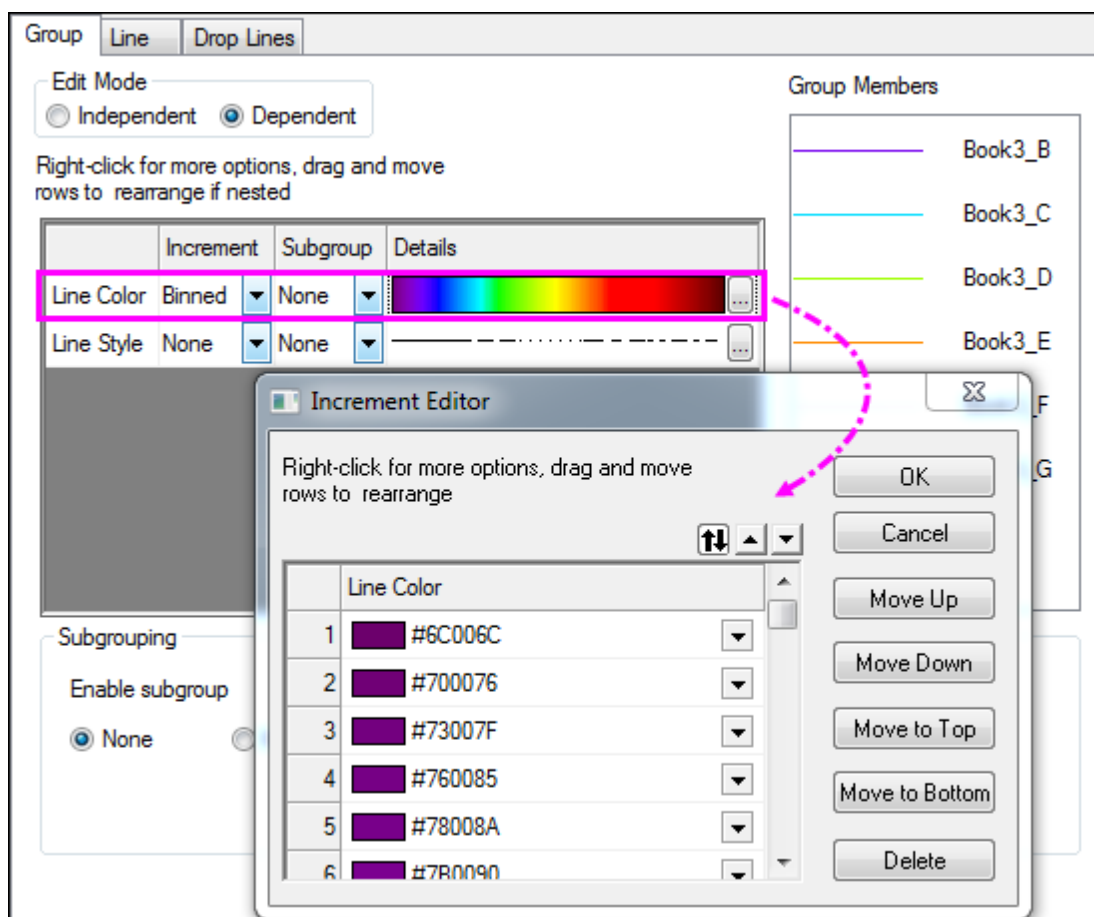 Group Line Drop Lines
Edit Mode
Independent Dependent
Right-click for more options, drag and move
rows to rearrange if nested
Increment Subgroup Details
Line Color Binned None ...
Line Style None None ...
Subgrouping
Enable subgroup
None
Group Members
Book3_B
Book3_C
Book3_D
Book3_E
_F
_G
Increment Editor
Right-click for more options, drag and move
rows to rearrange
Line Color
1 #6C006C
2 #700076
3 #73007F
4 #760085
5 #78008A
6 #7B0090
OK
Cancel
Move Up
Move Down
Move to Top
Move to Bottom
Delete